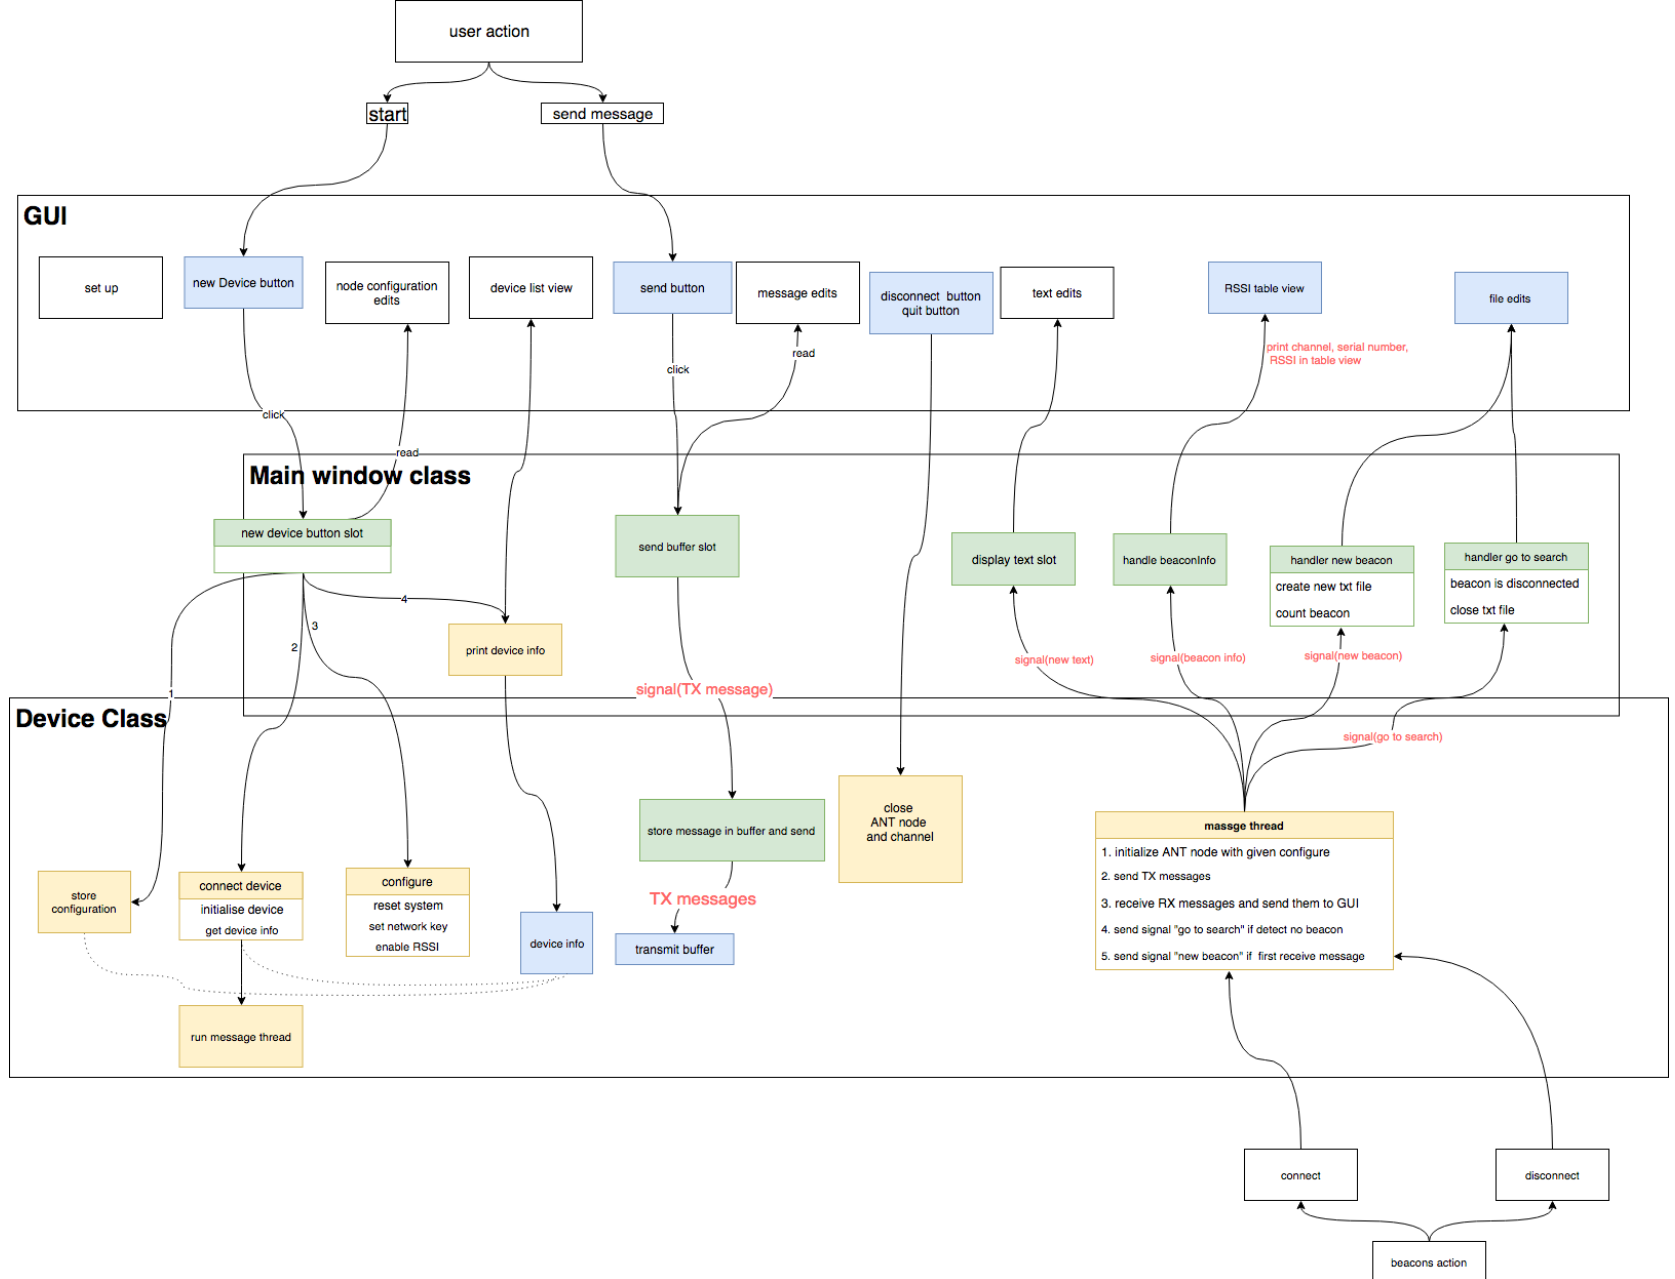 user action
start
send message
GUI
set up
new Device button
node configuration
edits
device list view
send button
message edits
disconnect button
quit button
text edits
RSSI table view
file edits
print channel, serial number,
RSSI in table view
read
click
click
read
Main window class
new device button slot
send buffer slot
display text slot
handle beaconInfo
handler new beacon
create new txt file
count beacon
handler go to search
beacon is disconnected
close txt file
4
3
2
1
print device info
signal(new text)
signal(beacon info)
signal(new beacon)
signal(TX message)
signal(go to search)
Device Class
store message in buffer and send
close
ANT node
and channel
massge thread
1. initialize ANT node with given configure
2. send TX messages
3. receive RX messages and send them to GUI
4. send signal "go to search" if detect no beacon
5. send signal "new beacon" if first receive message
store
configuration
connect device
initialise device
get device info
configure
reset system
set network key
enable RSSI
device info
TX messages
transmit buffer
run message thread
connect
disconnect
beacons action